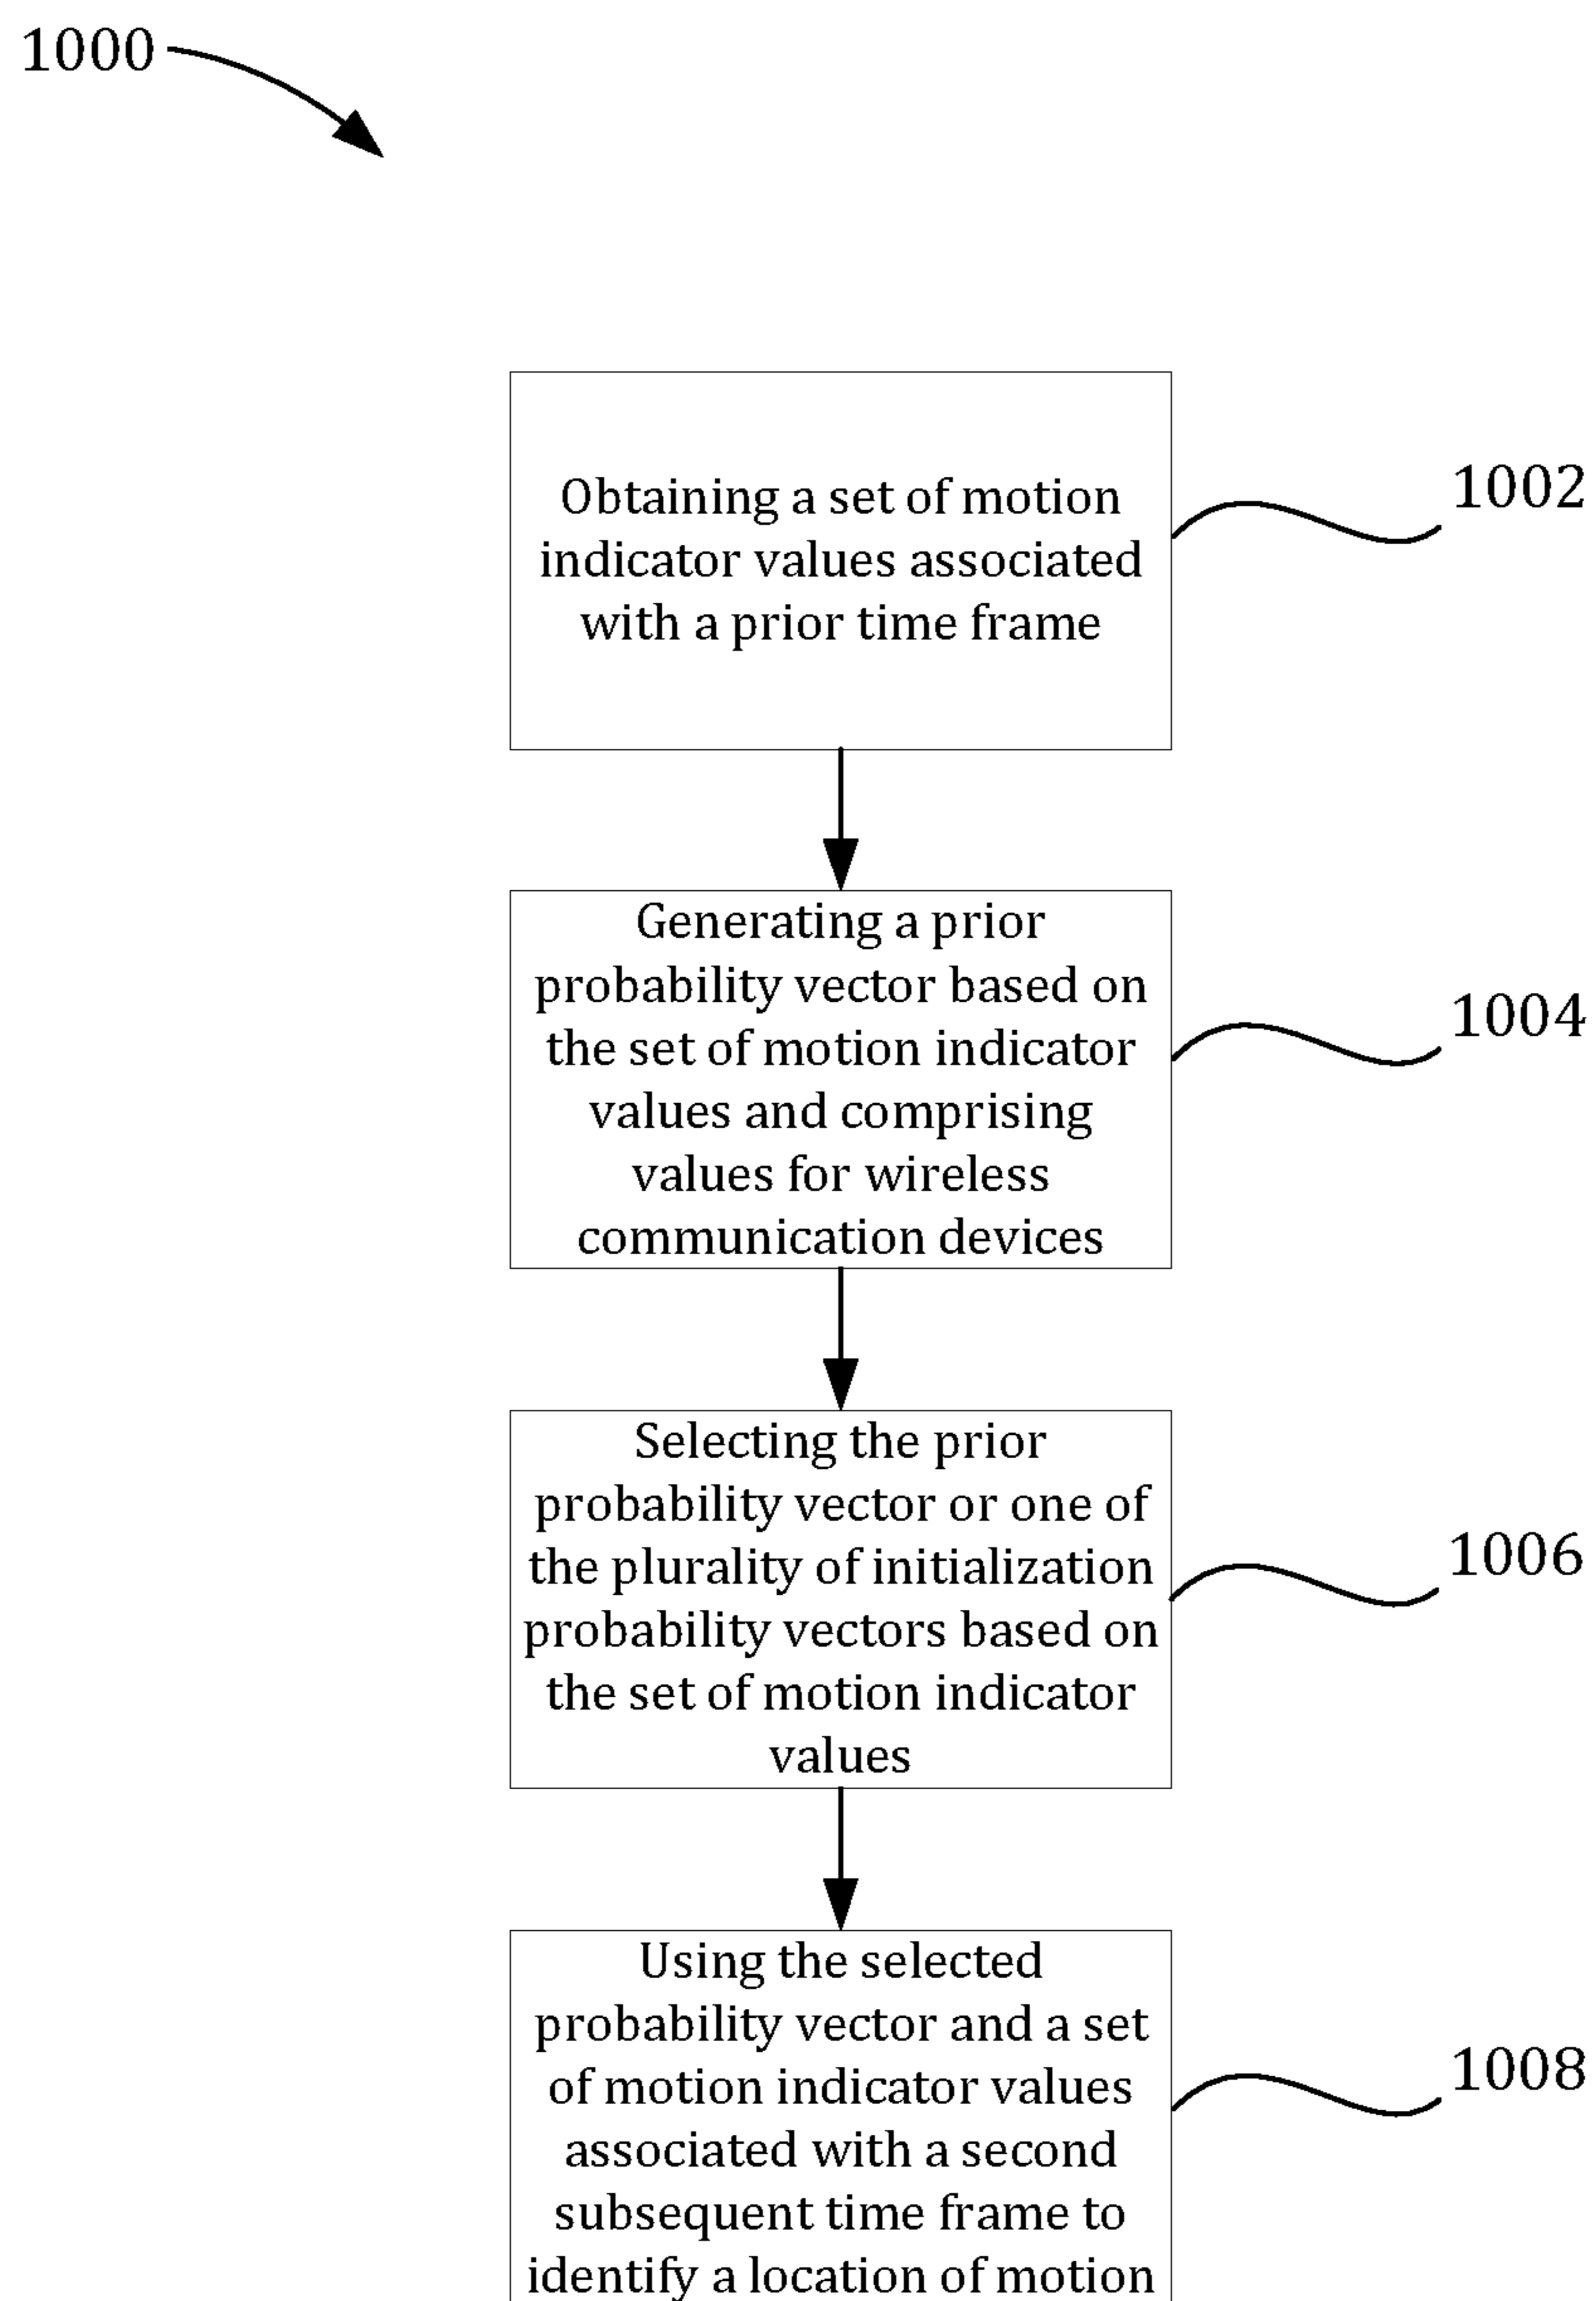 1000
Obtaining a set of motion
indicator values associated
with a prior time frame
1002
Generating a prior
probability vector based on
the set of motion indicator
values and comprising
values for wireless
communication devices
1004
Selecting the prior
probability vector or one of
the plurality of initialization
probability vectors based on
the set of motion indicator
values
1006
Using the selected
probability vector and a set
of motion indicator values
associated with a second
subsequent time frame to
identify a location of motion
1008